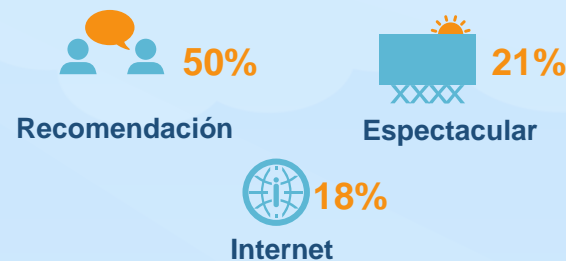 50%
21%
Recomendación
Espectacular
18%
Internet